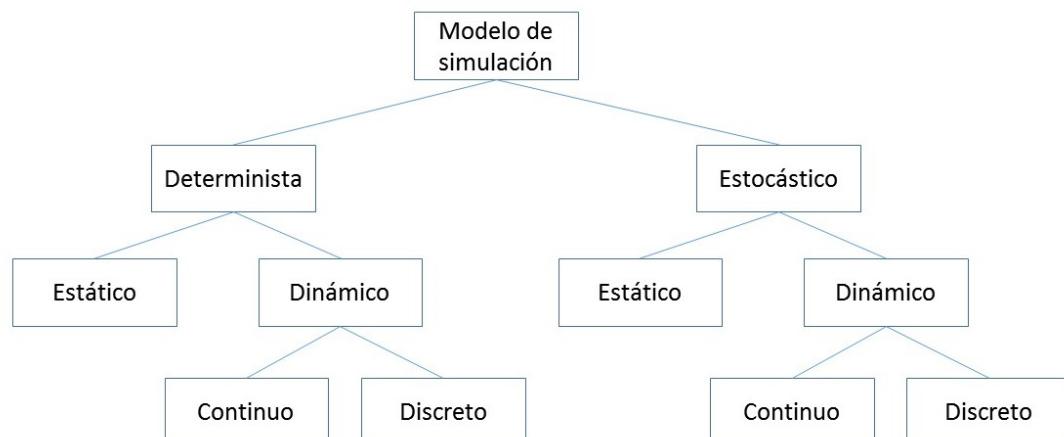 Modelo de
simulación
Determinista
Estocástico
Estático
Dinámico
Estático
Dinámico
Continuo
Discreto
Continuo
Discreto